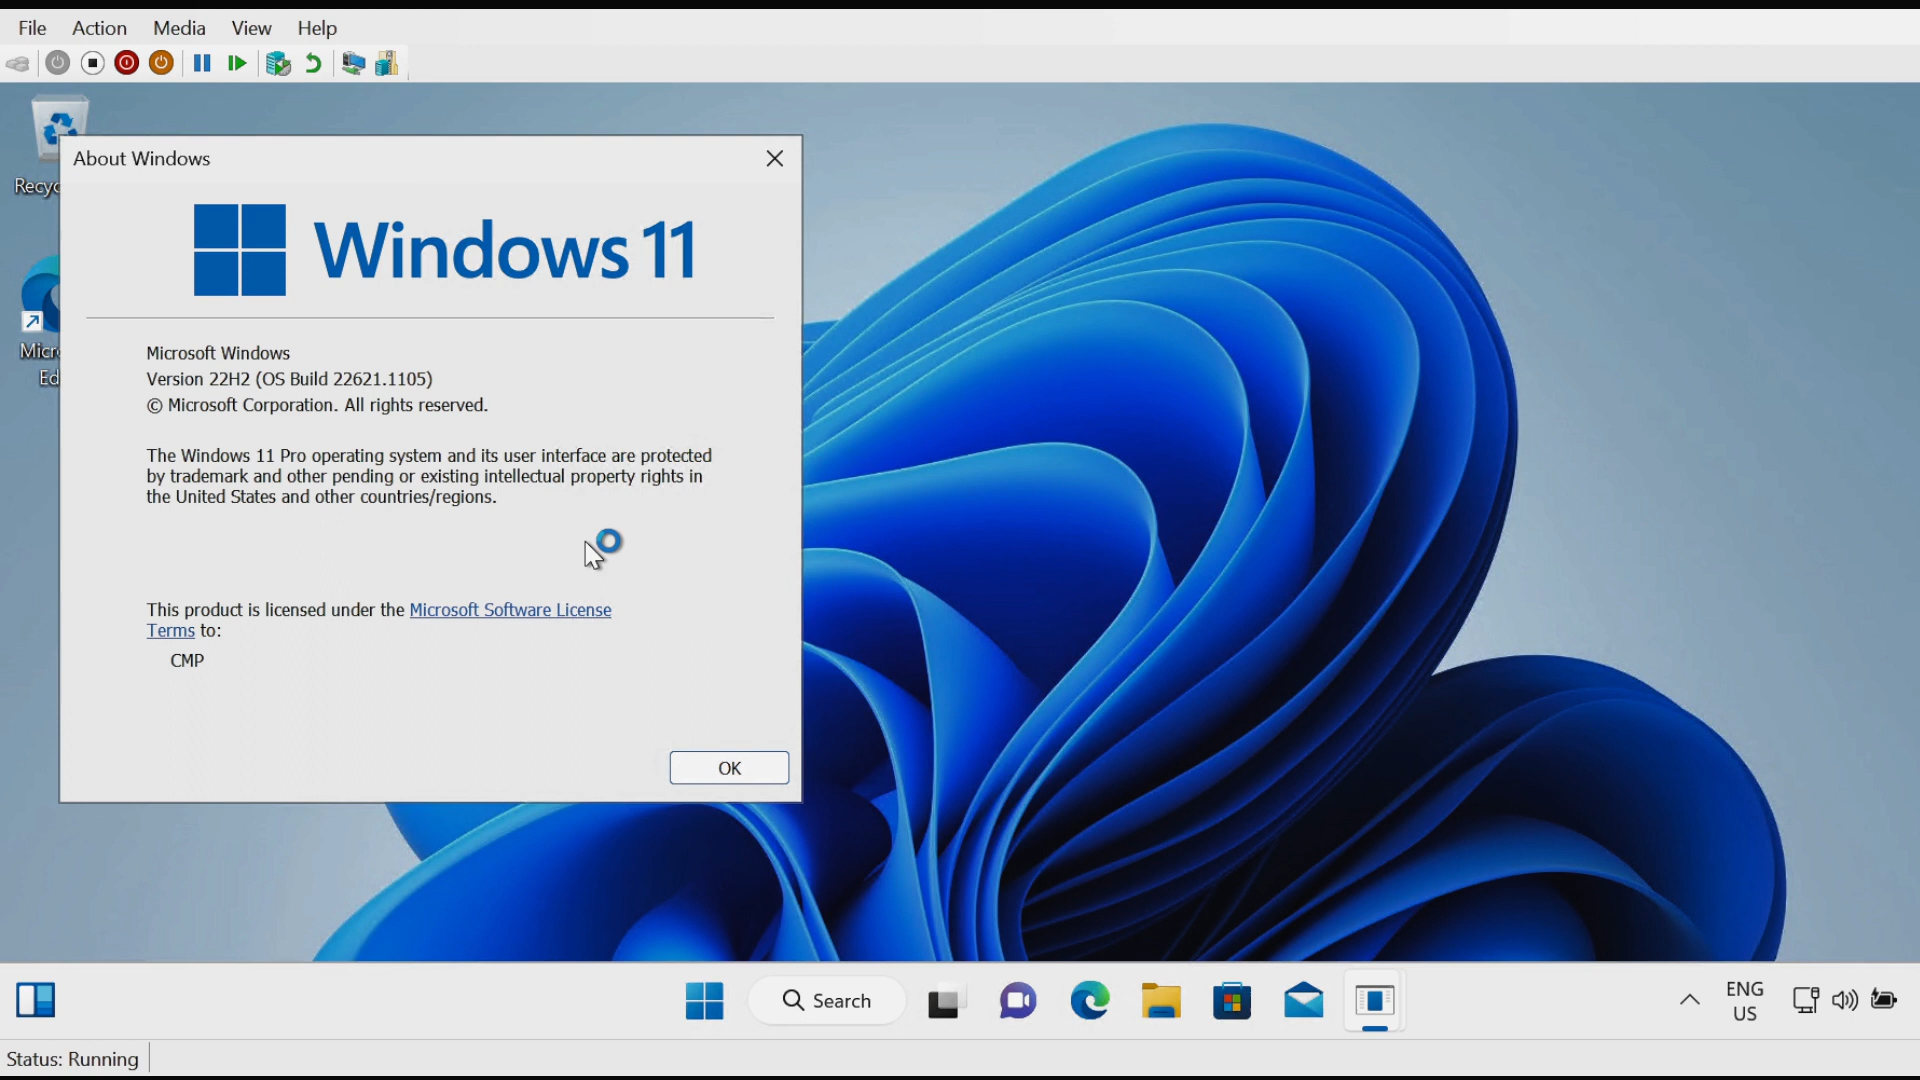 File Action Media View Help
Recyc
About Windows
Windows 11
Micr
Ed
Microsoft Windows
Version 22H2 (OS Build 22621.1105)
© Microsoft Corporation. All rights reserved.
The Windows 11 Pro operating system and its user interface are protected
by trademark and other pending or existing intellectual property rights in
the United States and other countries/regions.
This product is licensed under the Microsoft Software License
Terms to:
CMP
OK
Search
ENG
US
Status: Running